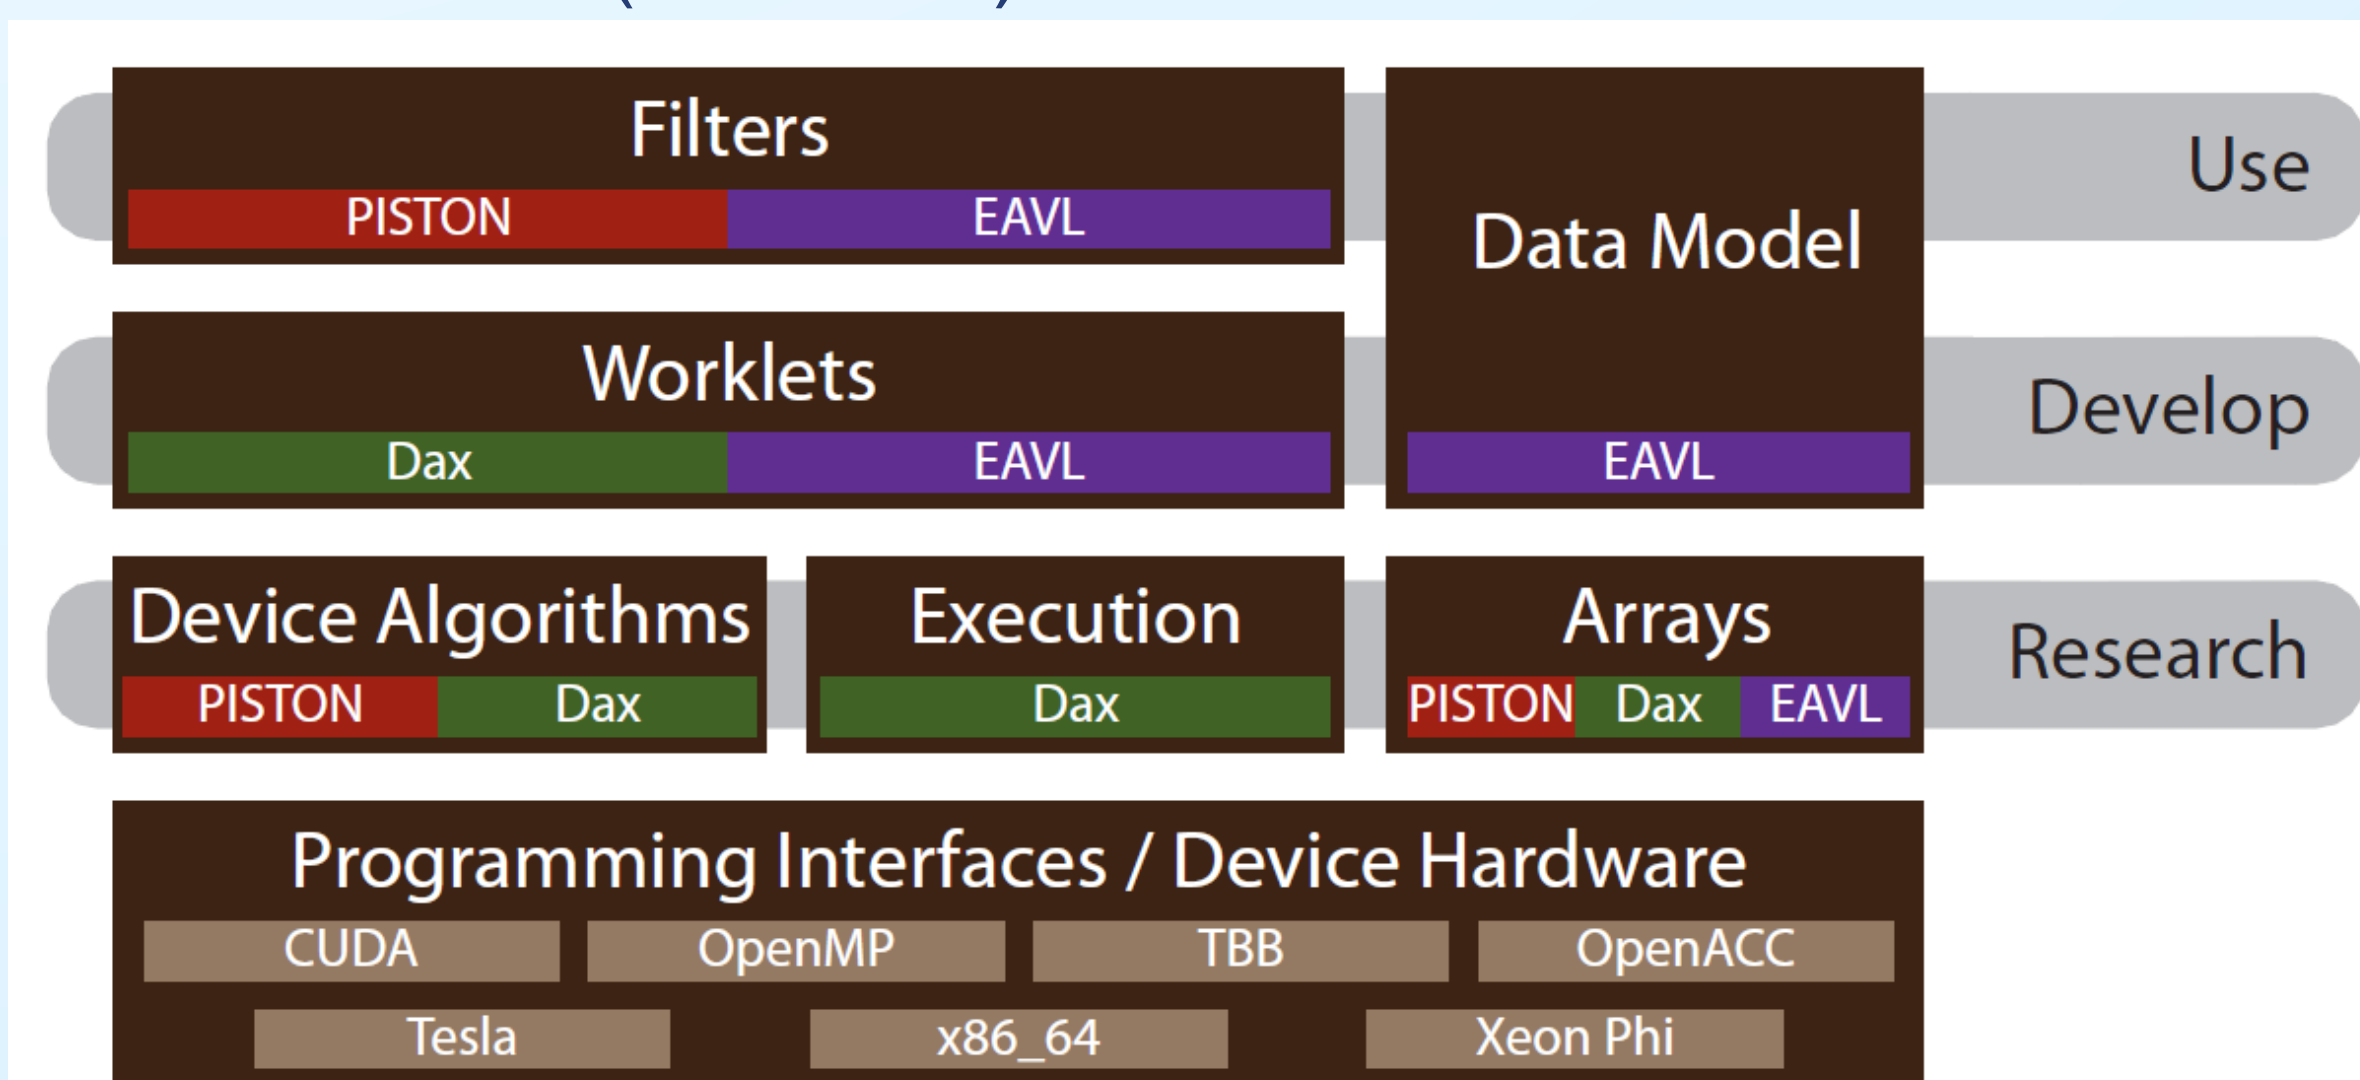 Filters
PISTON EAVL
Data Model
EAVL
Use
Worklets
Dax EAVL
Develop
Device Algorithms
PISTON Dax
Execution
Dax
Arrays
PISTON Dax EAVL
Research
Programming Interfaces / Device Hardware
CUDA OpenMP TBB OpenACC
Tesla x86_64 Xeon Phi